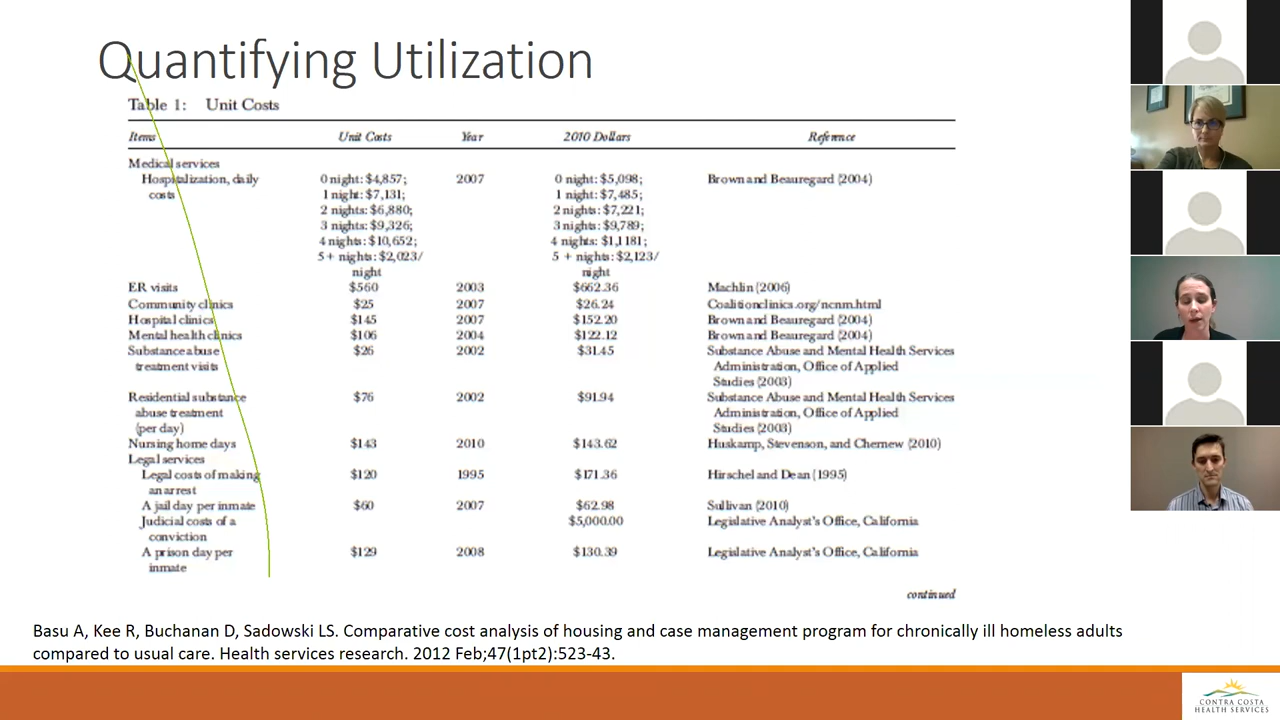 Quantifying Utilization
Table 1: Unit Costs
Items Unit Costs Year 2010 Dollars Reference
Medical services
Hospitalization, daily 0 night: $4,857; 2007 0 night: $5,098; Brown and Beauregard (2004)
costs 1 night: $7,131; 1 night: $7,485;
2 nights: $6,880; 2 nights: $7,221;
3 nights: $9,326; 3 nights: $9,789;
4 nights: $10,652; 4 nights: $1,1181;
5 + nights: $2,023/ 5 + nights: $2,123/
night night
ER visits $560 2003 $662.36 Machlin (2006)
Community clinics $25 2007 $26.24 Coalitionclinics.org/ncnm.html
Hospital clinics $145 2007 $152.20 Brown and Beauregard (2004)
Mental health clinics $106 2004 $122.12 Brown and Beauregard (2004)
Substance abuse $26 2002 $31.45 Substance Abuse and Mental Health Services
treatment visits Administration, Office of Applied
Studies (2003)
Residential substance $76 2002 $91.94 Substance Abuse and Mental Health Services
abuse treatment Administration, Office of Applied
(per day) Studies (2003)
Nursing home days $143 2010 $143.62 Huskamp, Stevenson, and Chernew (2010)
Legal services
Legal costs of making $120 1995 $171.36 Hirschel and Dean (1995)
an arrest
A jail day per inmate $60 2007 $62.98 Sullivan (2010)
Judicial costs of a $5,000.00 Legislative Analyst's Office, California
conviction
A prison day per $129 2008 $130.39 Legislative Analyst's Office, California
inmate
continued
Basu A, Kee R, Buchanan D, Sadowski LS. Comparative cost analysis of housing and case management program for chronically ill homeless adults
compared to usual care. Health services research. 2012 Feb;47(1pt2):523-43.
CONTRA COSTA
HEALTH SERVICES